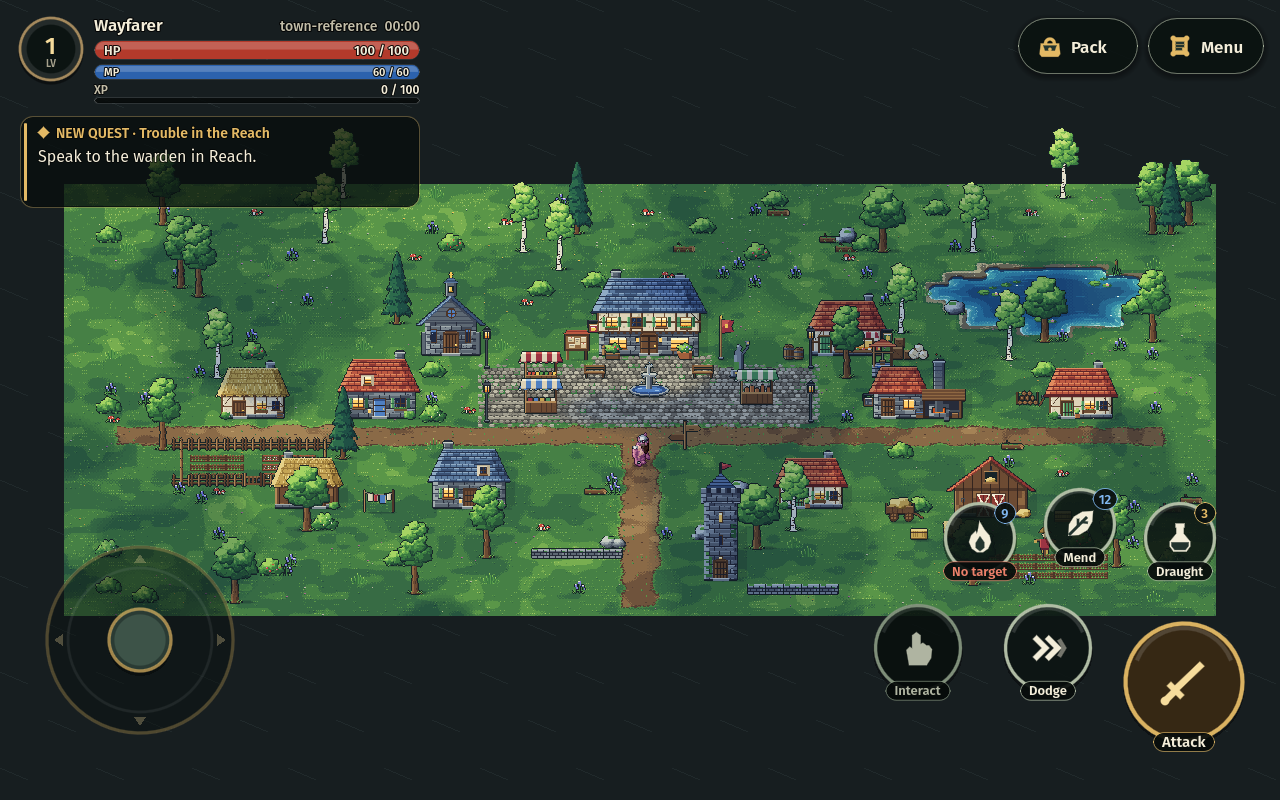 1
LV
Wayfarer
town-reference 00:00
HP 100 / 100
MP 60 / 60
XP 0 / 100
Pack
Menu
NEW QUEST · Trouble in the Reach
Speak to the warden in Reach.
9
No target
12
Mend
3
Draught
Interact
Dodge
Attack